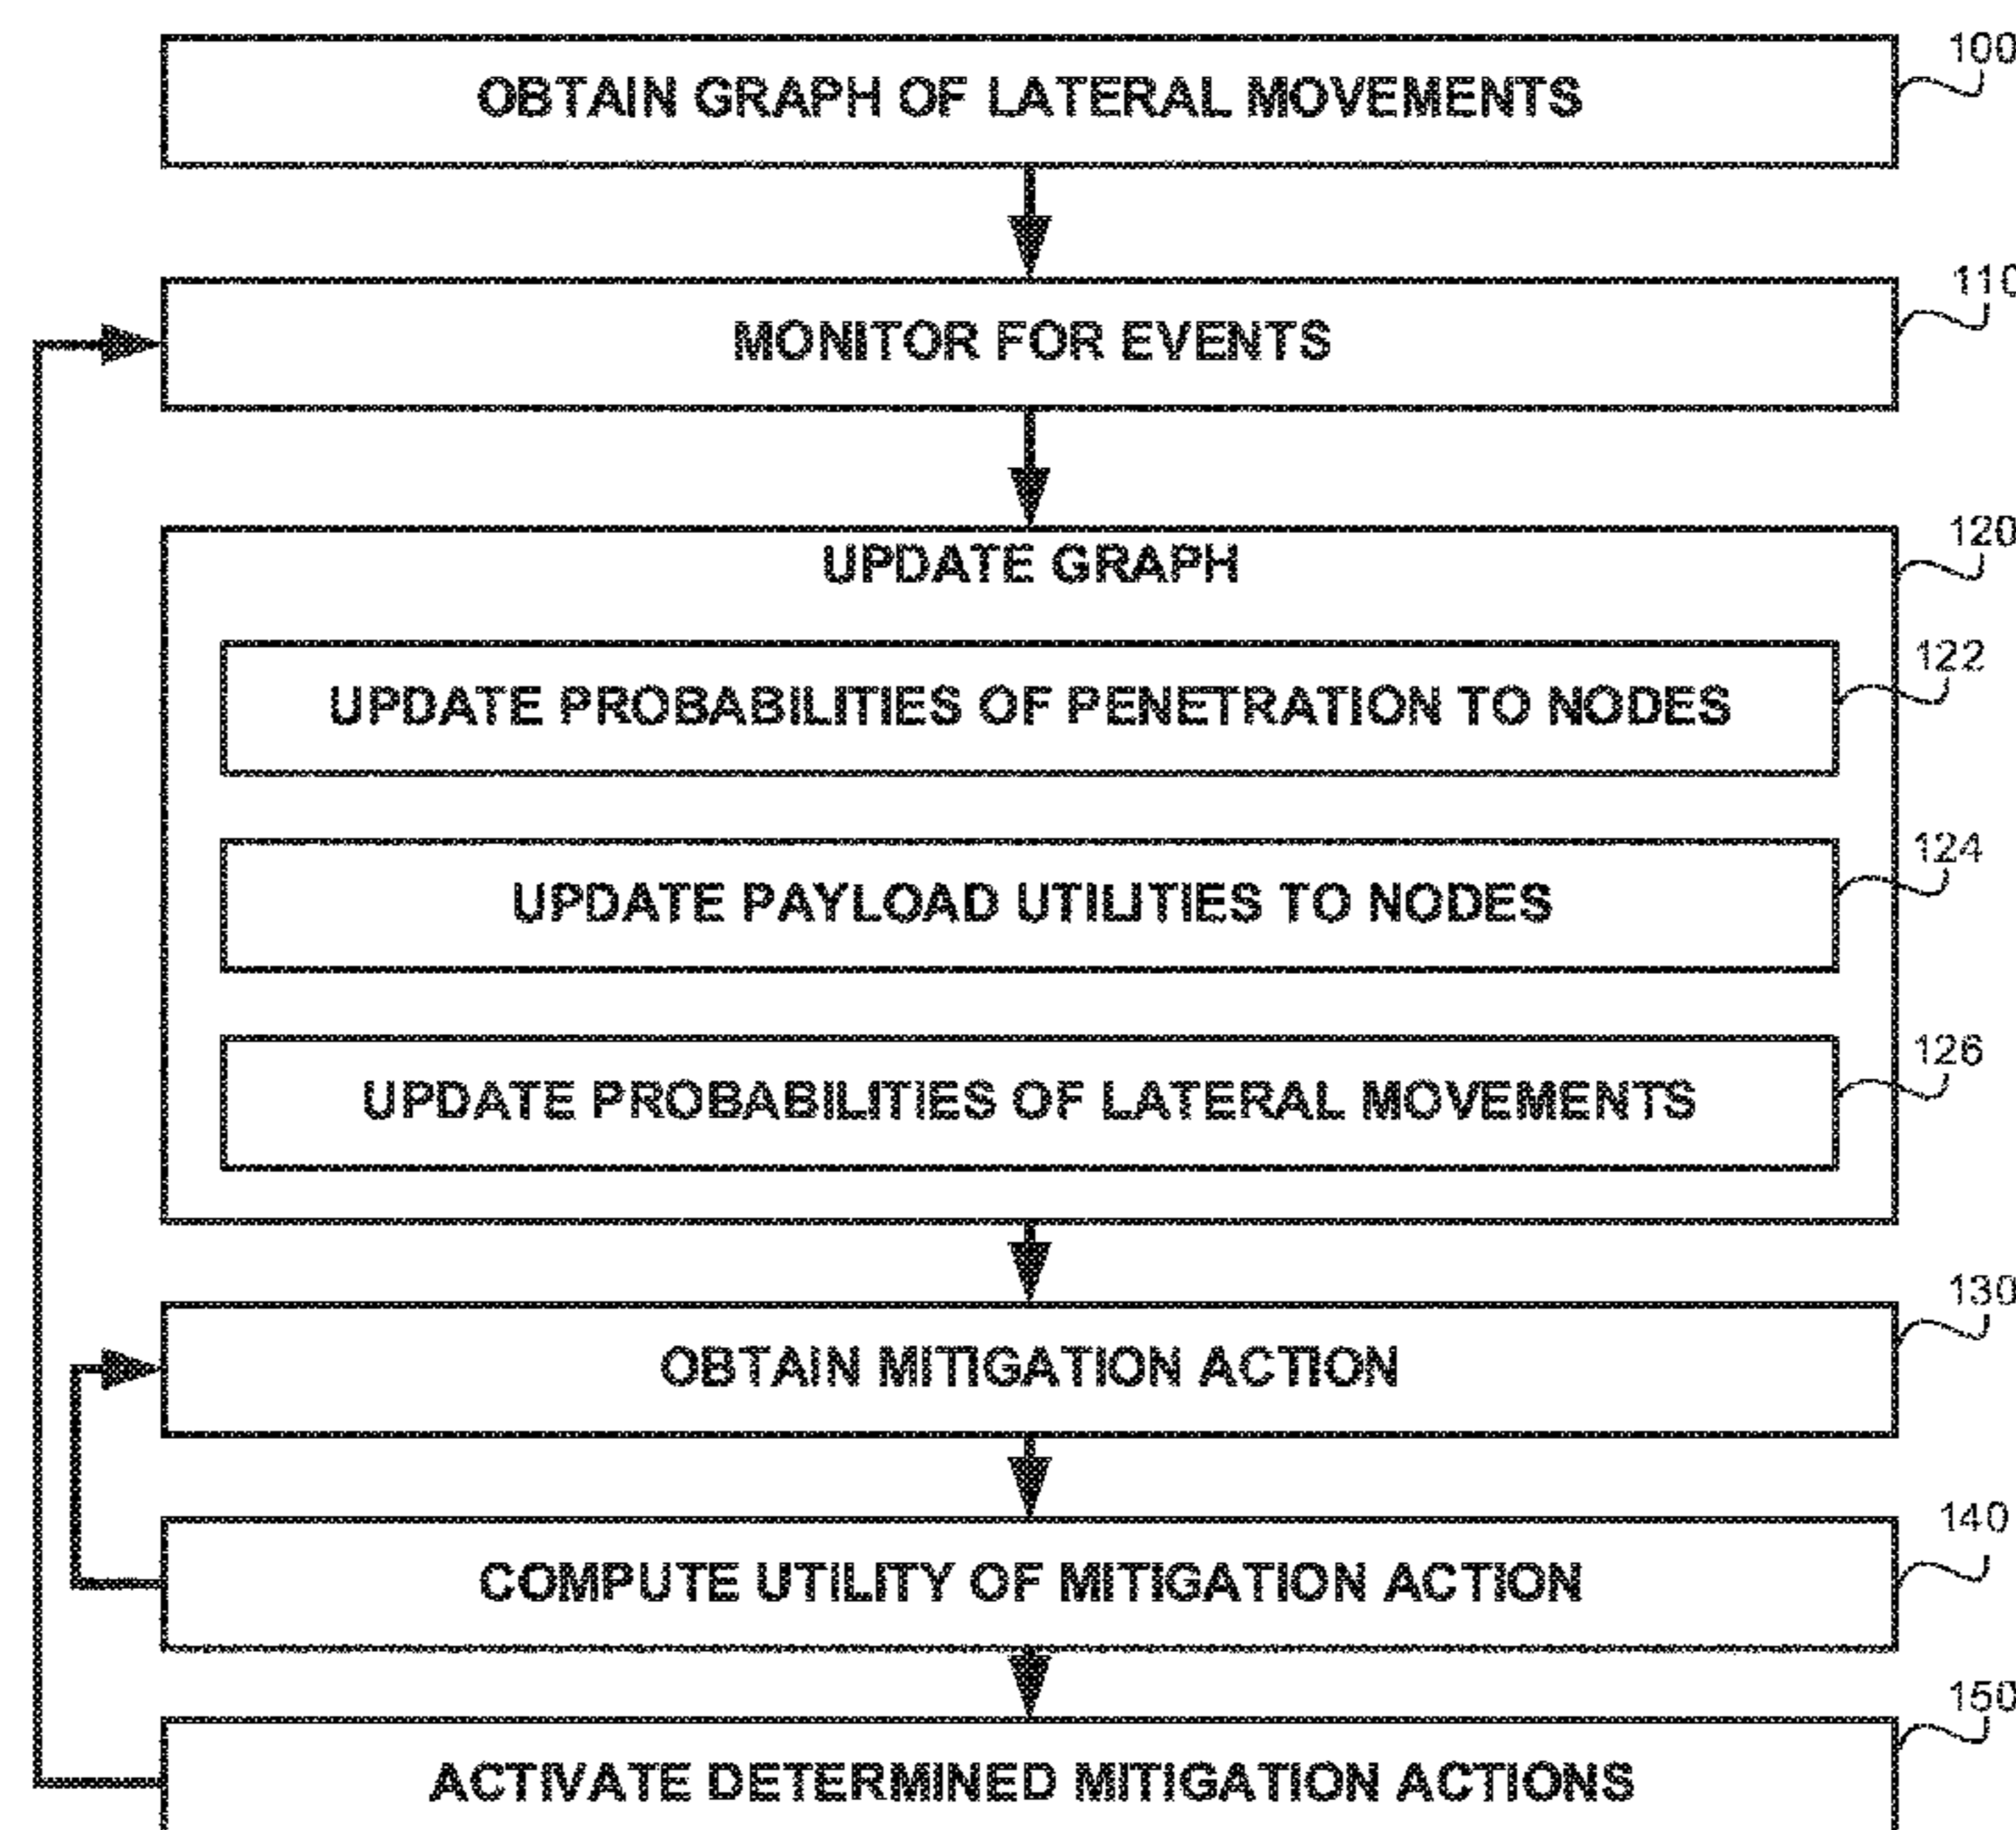 OBTAIN GRAPH OF LATERAL MOVEMENTS
100
MONITOR FOR EVENTS
110
UPDATE GRAPH
120
UPDATE PROBABILITIES OF PENETRATION TO NODES
122
UPDATE PAYLOAD UTILITIES TO NODES
124
UPDATE PROBABILITIES OF LATERAL MOVEMENTS
126
OBTAIN MITIGATION ACTION
130
COMPUTE UTILITY OF MITIGATION ACTION
140
ACTIVATE DETERMINED MITIGATION ACTIONS
150